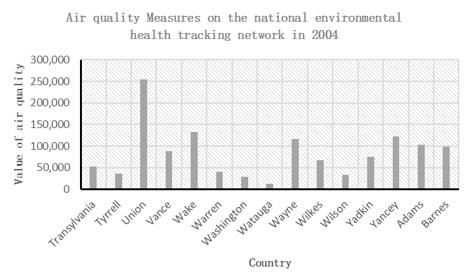 Air quality Measures on the national environmental
health tracking network in 2004
Value of air quality
300,000
250,000
200,000
150,000
100,000
50,000
0
Transylvania
Tyrrell
Union
Vance
Wake
Warren
Washington
Watauga
Wayne
Wilkes
Wilson
Yadkin
Yancey
Adams
Barnes
Country